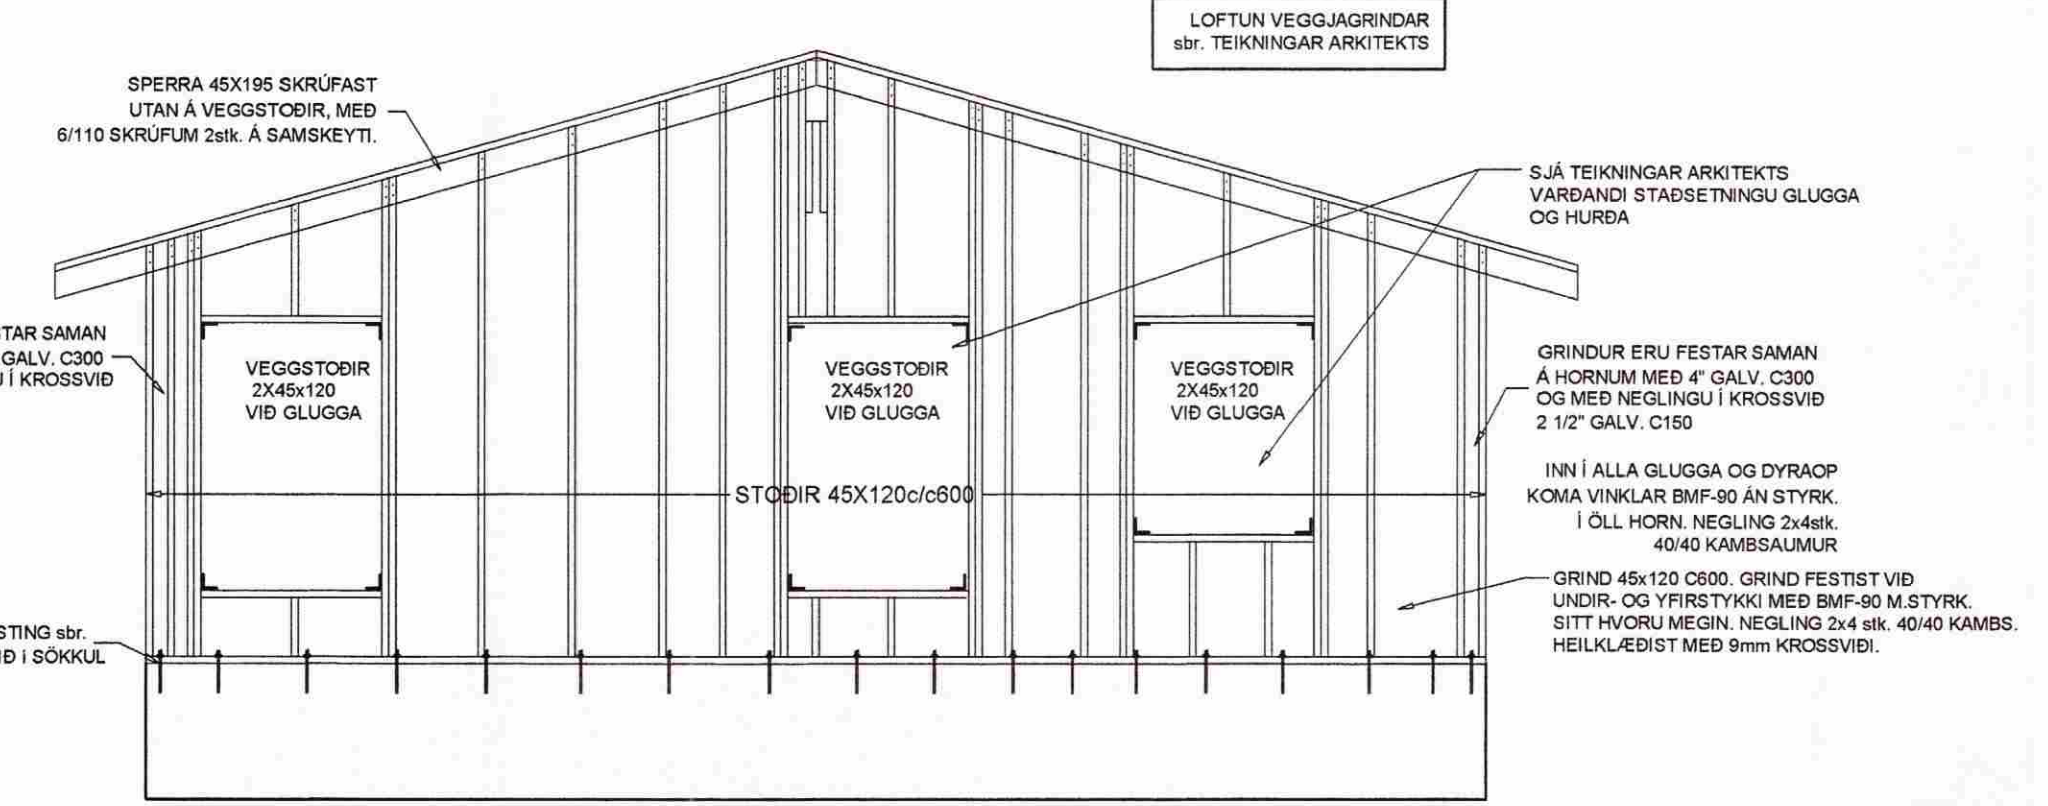 LOFTUN VEGGJAGRINDAR
sbr. TEIKNINGAR ARKITEKTS
SPERRA 45X195 SKRÚFAST
UTAN Á VEGGSTOÐIR, MEÐ
6/110 SKRÚFUM 2stk. Á SAMSKEYTI.
SJÁ TEIKNINGAR ARKITEKTS
VARÐANDI STAÐSETNINGU GLUGGA
OG HURÐA
SAMAN
GALV. C300
Í KROSSVIÐ
VEGGSTOÐIR
2X45x120
VIÐ GLUGGA
VEGGSTOÐIR
2X45x120
VIÐ GLUGGA
VEGGSTOÐIR
2X45x120
VIÐ GLUGGA
GRINDUR ERU FESTAR SAMAN
Á HORNUM MEÐ 4" GALV. C300
OG MEÐ NEGLINGU Í KROSSVIÐ
2 1/2" GALV. C150
STOÐIR 45X120c/c600
INN Í ALLA GLUGGA OG DYRAOP
KOMA VINKLAR BMF-90 ÁN STYRK.
Í ÖLL HORN. NEGLING 2x4stk.
40/40 KAMBSAUMUR
GRIND 45x120 C600. GRIND FESTIST VIÐ
UNDIR- OG YFIRSTYKKI MEÐ BMF-90 M.STYRK.
SITT HVORU MEGIN. NEGLING 2x4 stk. 40/40 KAMBS.
HEILKLÆÐIST MEÐ 9mm KROSSVIÐI.
sbr.
Í SÖKKUL